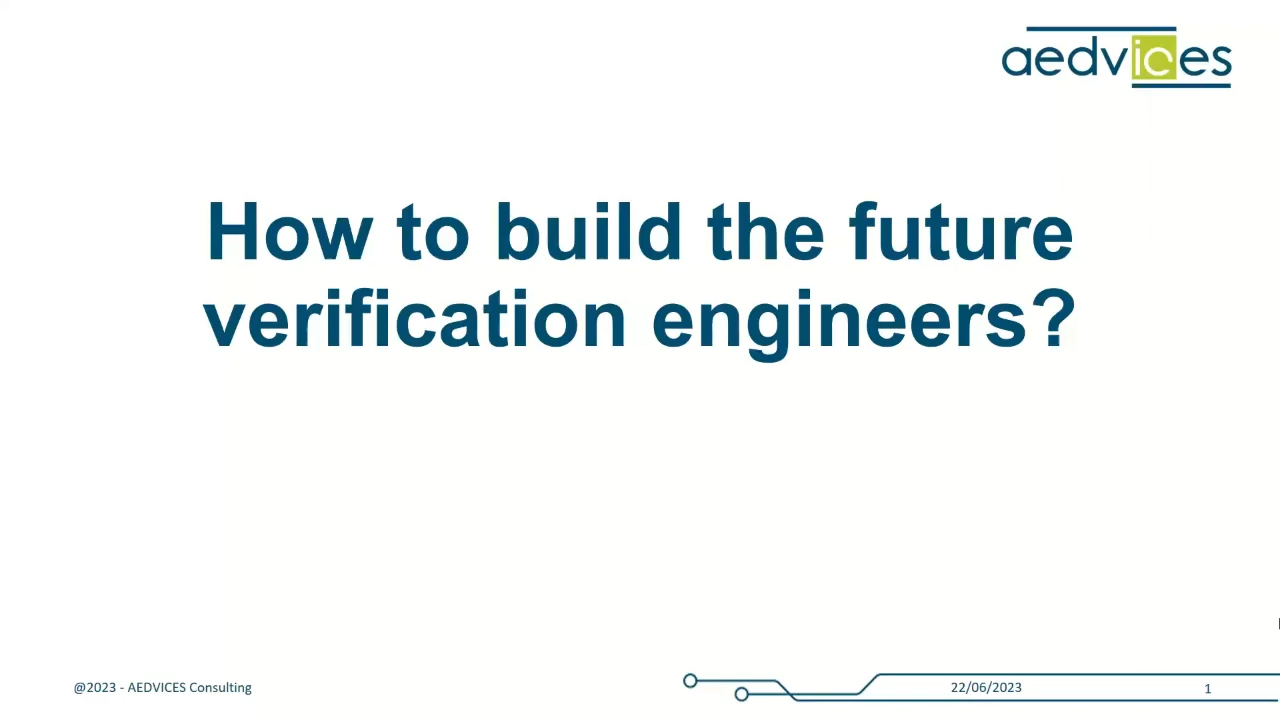 aedvices
How to build the future
verification engineers?
@2023 - AEDVICES Consulting
22/06/2023
1